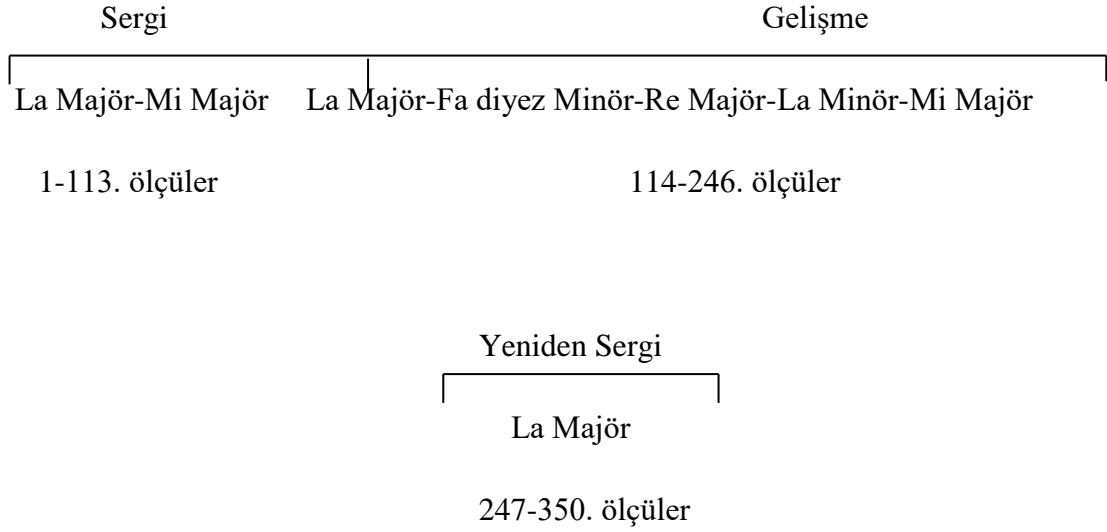 Sergi Gelişme
La Majör-Mi Majör La Majör-Fa diyez Minör-Re Majör-La Minör-Mi Majör
1-113. ölçüler 114-246. ölçüler
Yeniden Sergi
La Majör
247-350. ölçüler